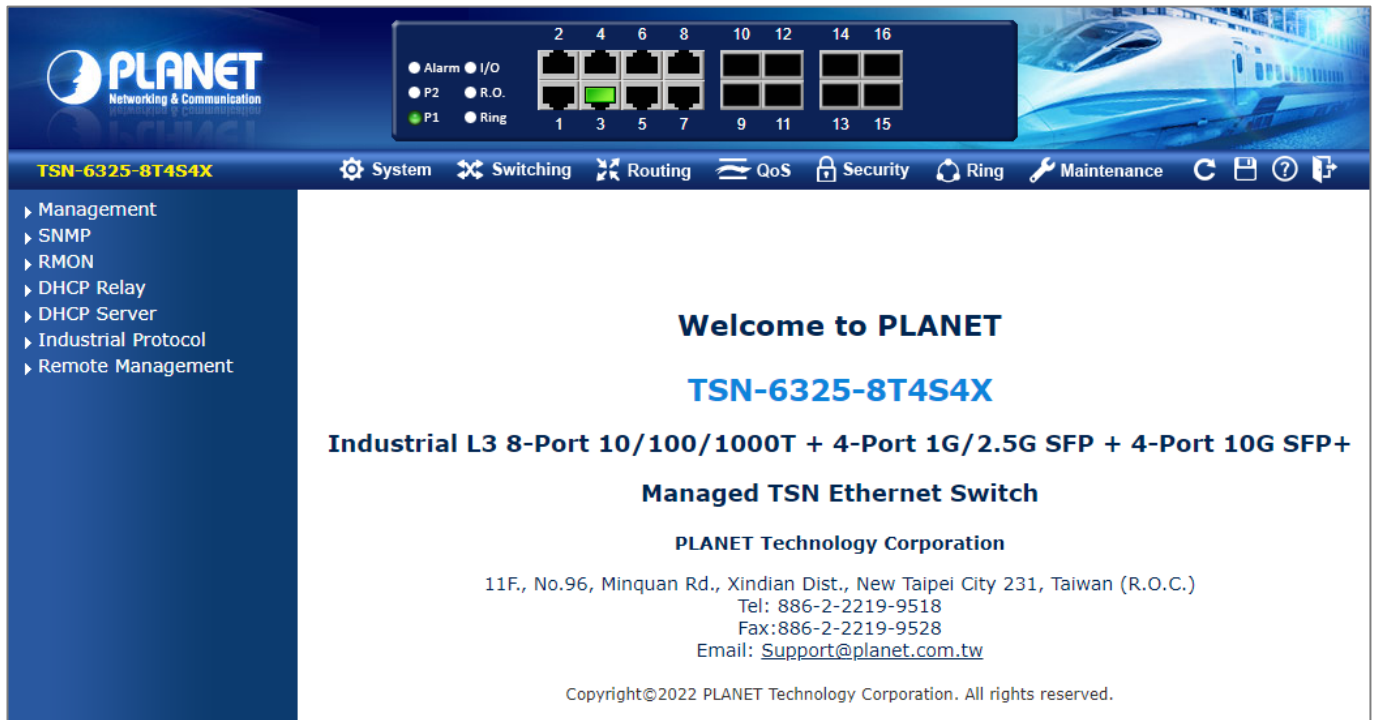 PLANET
Networking & Communication
2 4 6 8 10 12 14 16
Alarm I/O
P2 R.O.
P1 Ring
1 3 5 7 9 11 13 15
TSN-6325-8T4S4X
System Switching Routing QoS Security Ring Maintenance
Management
SNMP
RMON
DHCP Relay
DHCP Server
Industrial Protocol
Remote Management
Welcome to PLANET
TSN-6325-8T4S4X
Industrial L3 8-Port 10/100/1000T + 4-Port 1G/2.5G SFP + 4-Port 10G SFP+
Managed TSN Ethernet Switch
PLANET Technology Corporation
11F., No.96, Minquan Rd., Xindian Dist., New Taipei City 231, Taiwan (R.O.C.)
Tel: 886-2-2219-9518
Fax:886-2-2219-9528
Email: Support@planet.com.tw
Copyright©2022 PLANET Technology Corporation. All rights reserved.